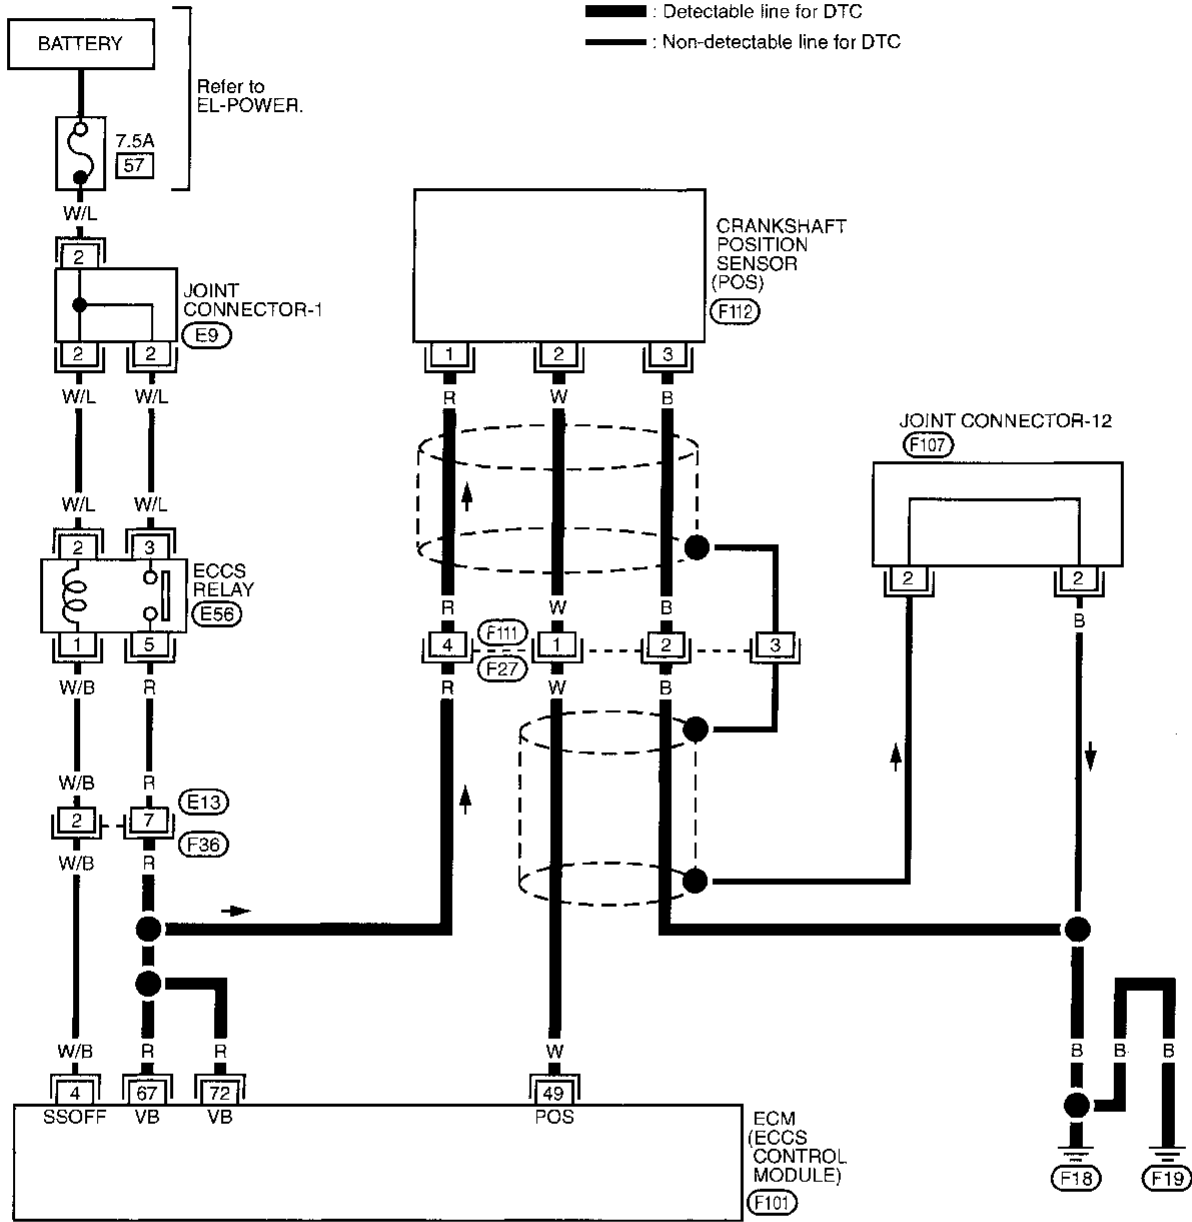 : Detectable line for DTC
: Non-detectable line for DTC
BATTERY
Refer to
EL-POWER.
7.5A
57
W/L
2
JOINT
CONNECTOR-1
E9
2 2
W/L W/L
W/L W/L
2 3
ECCS
RELAY
E56
1 5
W/B R
W/B R
E13
2 7
F36
W/B R
CRANKSHAFT
POSITION
SENSOR
(POS)
F112
1 2 3
R W B
R W B
F111
4 1 2 3
F27
R W B
JOINT CONNECTOR-12
F107
2 2
B
W/B R R W B B B
4 67 72 49
SSOFF VB VB POS
ECM
(ECCS
CONTROL
MODULE)
F101
F18 F19